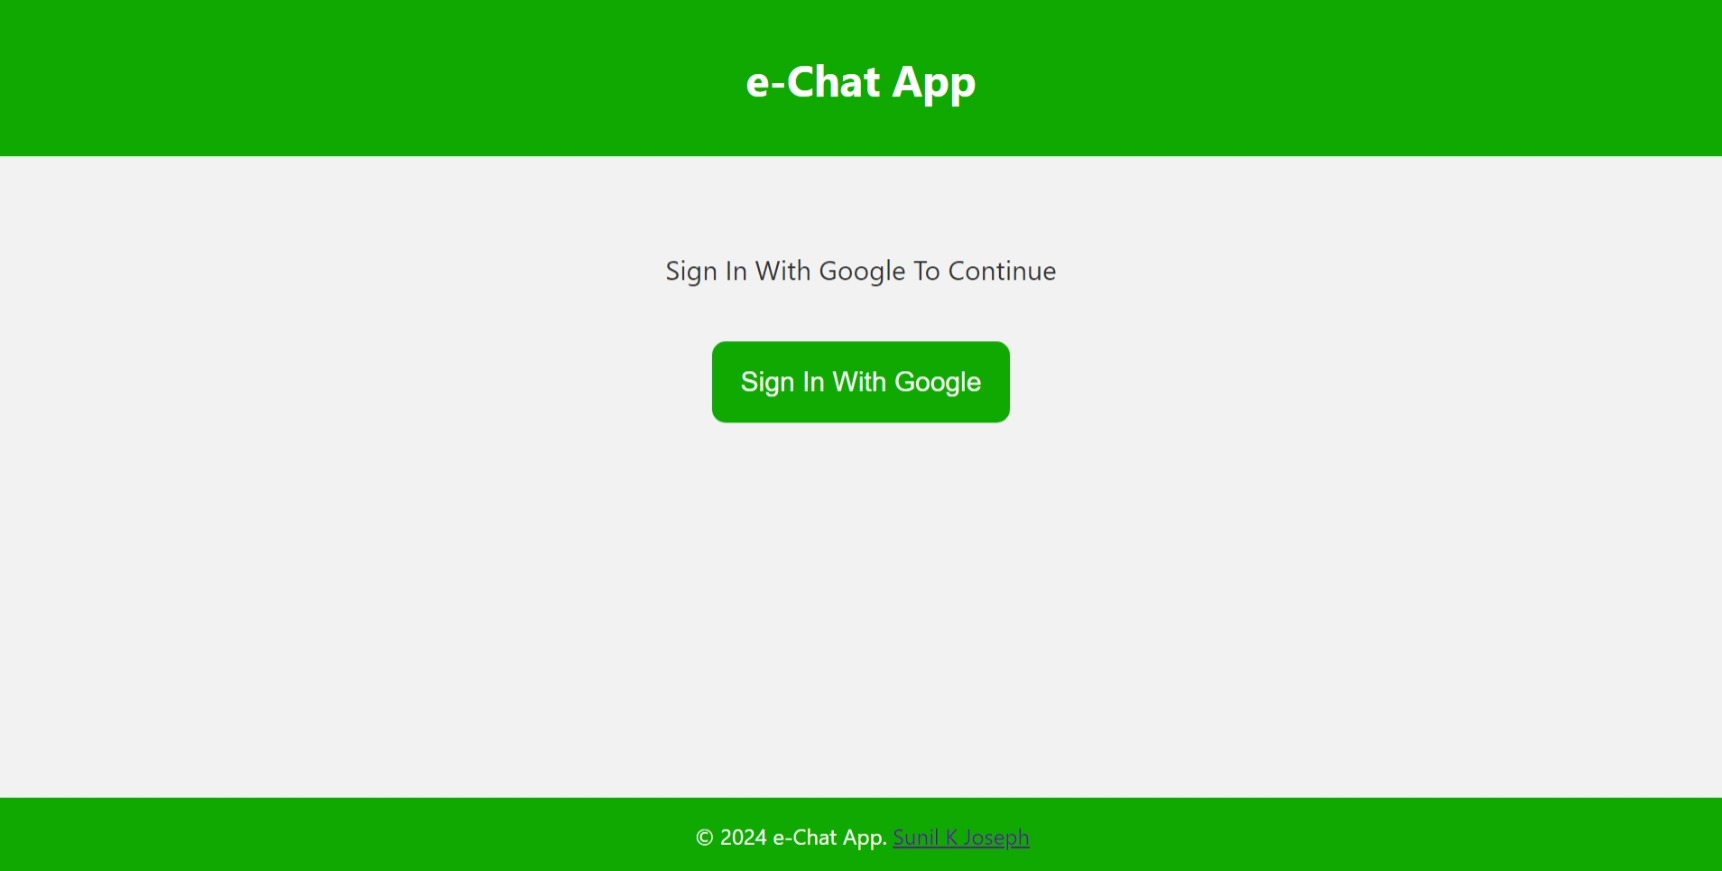 e-Chat App
Sign In With Google To Continue
Sign In With Google
© 2024 e-Chat App. Sunil K Joseph